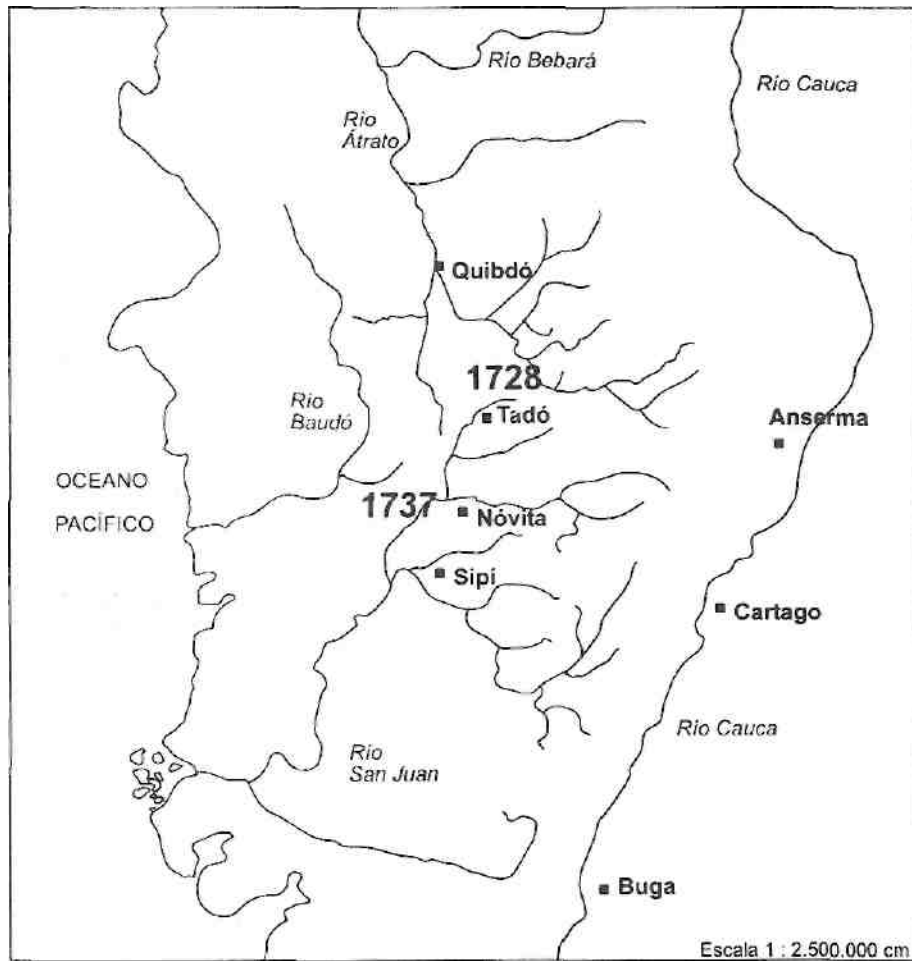 Río Bebará
Río Cauca
Río
Átrato
Quibdó
1728
Río
Baudó
Tadó
Anserma
OCEANO
PACÍFICO
1737
Nóvita
Sipí
Cartago
Río Cauca
Río
San Juan
Buga
Escala 1 : 2.500.000 cm